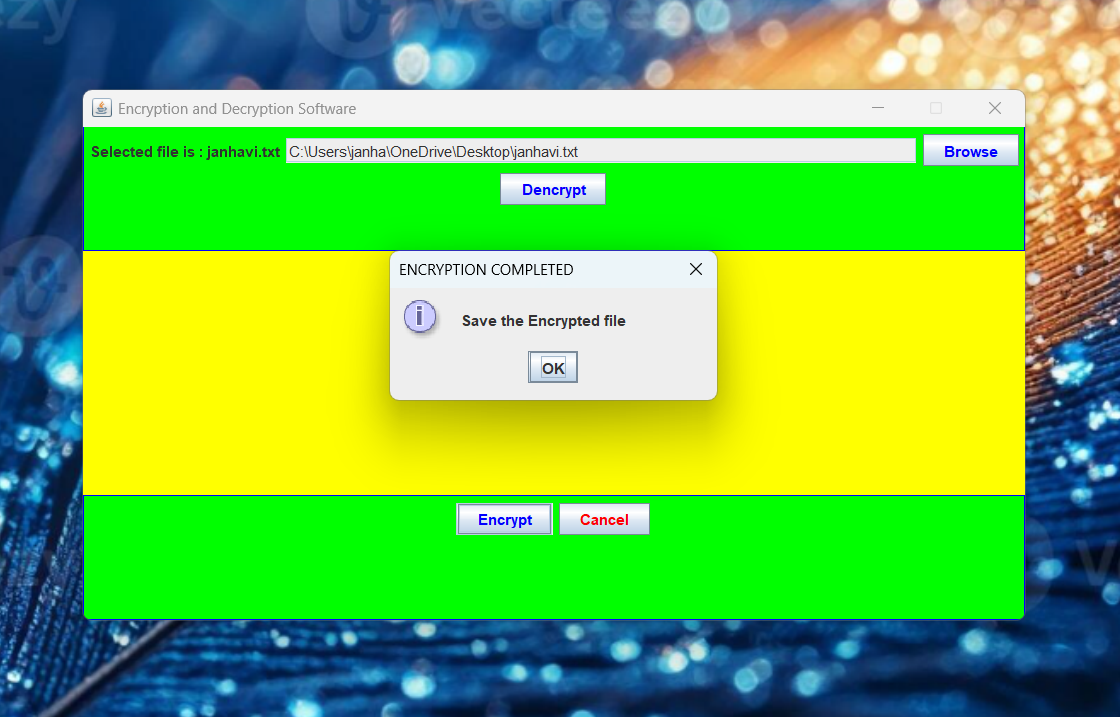 Encryption and Decryption Software
Selected file is : janhavi.txt C:\Users\janha\OneDrive\Desktop\janhavi.txt Browse
Dencrypt
ENCRYPTION COMPLETED
Save the Encrypted file
OK
Encrypt Cancel
vecteezy